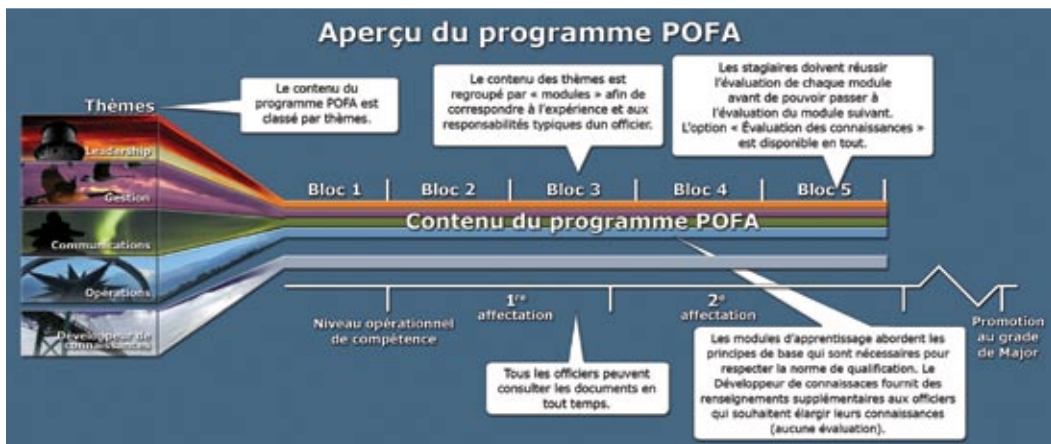 Aperçu du programme POFA
Thèmes
Le contenu du
programme POFA est
classé par thèmes.
Le contenu des thèmes est
regroupé par « modules » afin de
correspondre à l'expérience et aux
responsabilités typiques dun officier.
Les stagiaires doivent réussir
l'évaluation de chaque module
avant de pouvoir passer à
l'évaluation du module suivant.
L'option « Évaluation des connaissances »
est disponible en tout.
Leadership
Gestion
Communications
Opérations
Développeur de
connaissances
Bloc 1
Bloc 2
Bloc 3
Bloc 4
Bloc 5
Contenu du programme POFA
Niveau opérationnel
de compétence
1re
affectation
2e
affectation
Promotion
au grade
de Major
Tous les officiers peuvent
consulter les documents en
tout temps.
Les modules d'apprentissage abordent les
principes de base qui sont nécessaires pour
respecter la norme de qualification. Le
Développeur de connaissaces fournit des
renseignements supplémentaires aux officiers
qui souhaitent élargir leurs connaissances
(aucune évaluation).